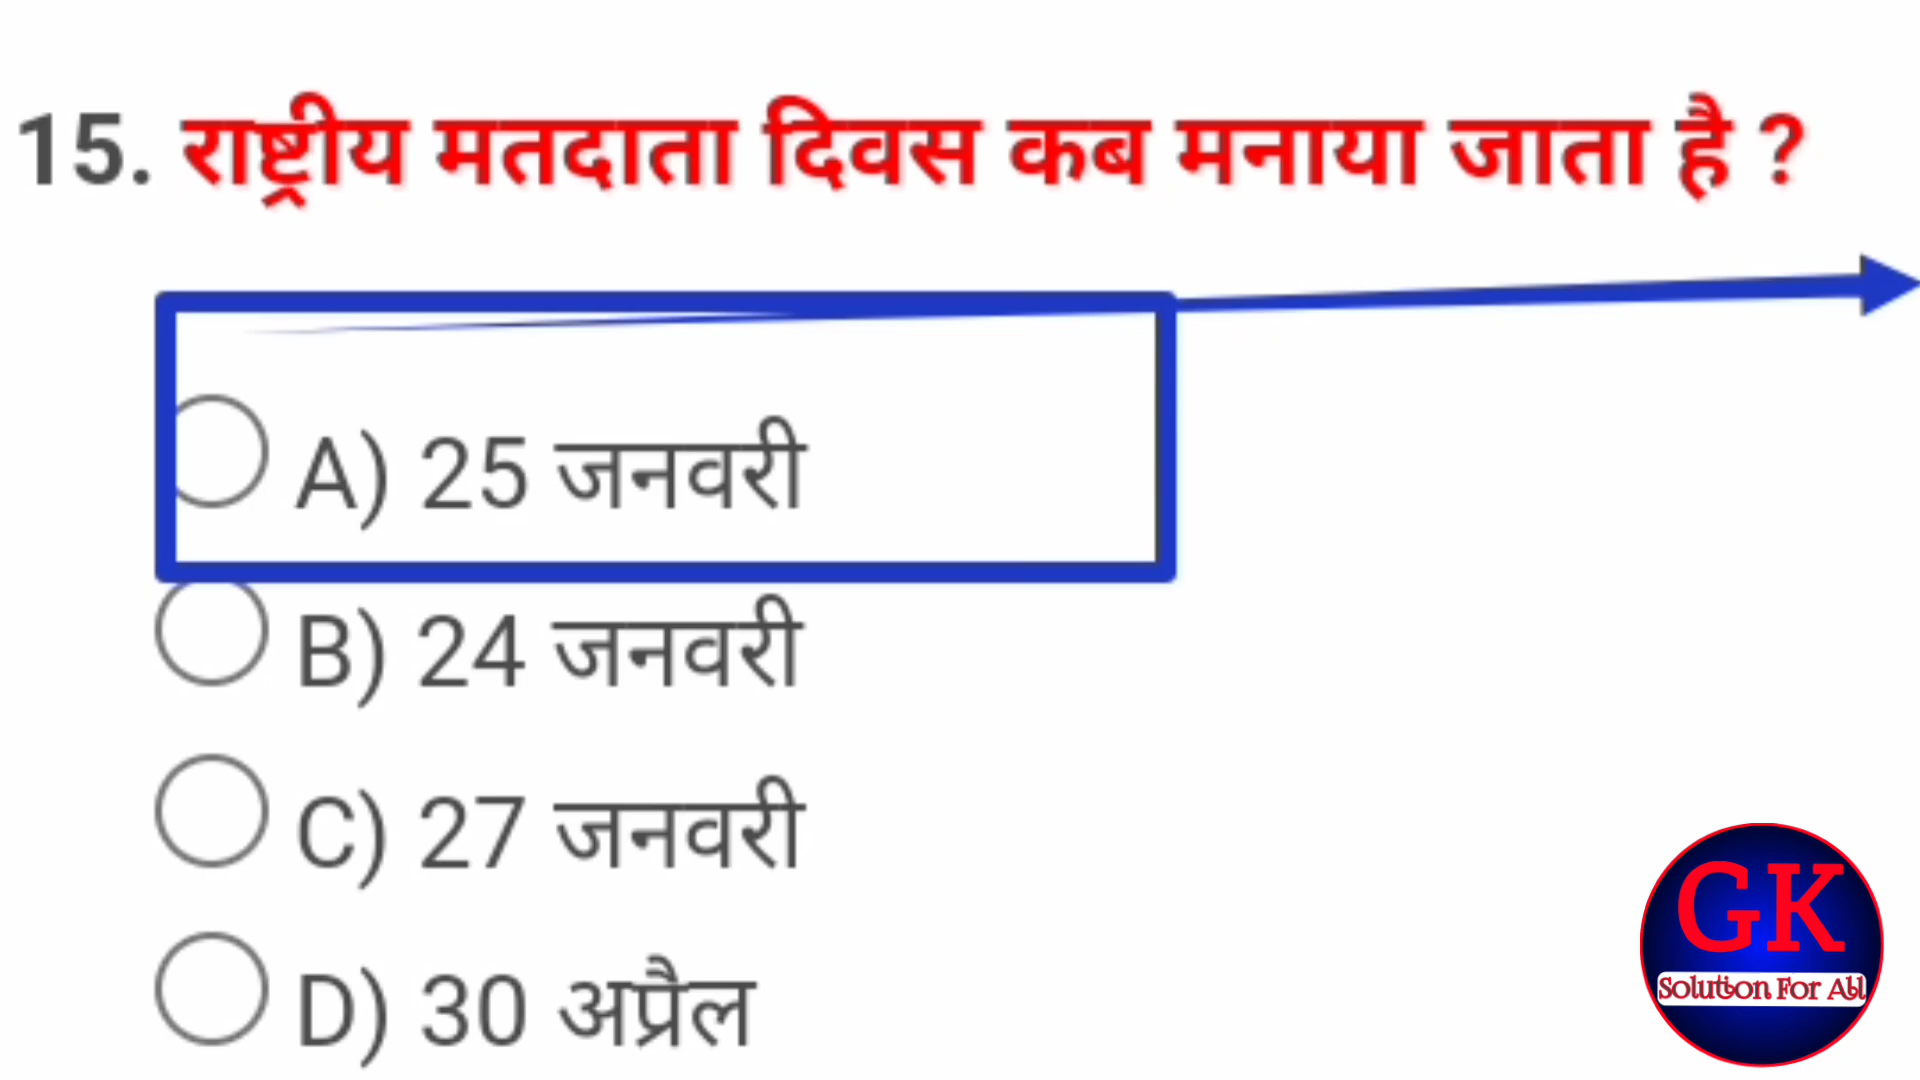 15. राष्ट्रीय मतदाता दिवस कब मनाया जाता है ?
A) 25 जनवरी
B) 24 जनवरी
C) 27 जनवरी
D) 30 अप्रैल
GK
Solution For All